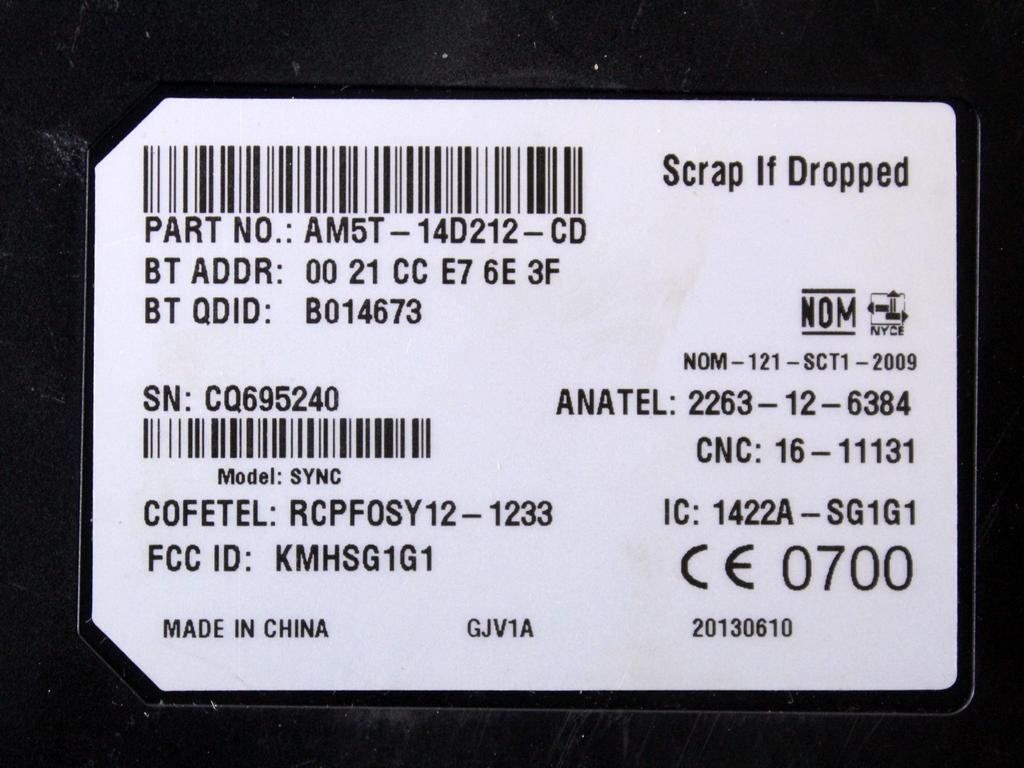 Scrap If Dropped
PART NO.: AM5T-14D212-CD
BT ADDR: 00 21 CC E7 6E 3F
BT QDID: B014673
NOM
NYCE
NOM-121-SCT1-2009
SN: CQ695240
ANATEL: 2263-12-6384
CNC: 16-11131
Model: SYNC
COFETEL: RCPFOSY12-1233
IC: 1422A-SG1G1
FCC ID: KMHSG1G1
CE 0700
MADE IN CHINA
GJV1A
20130610